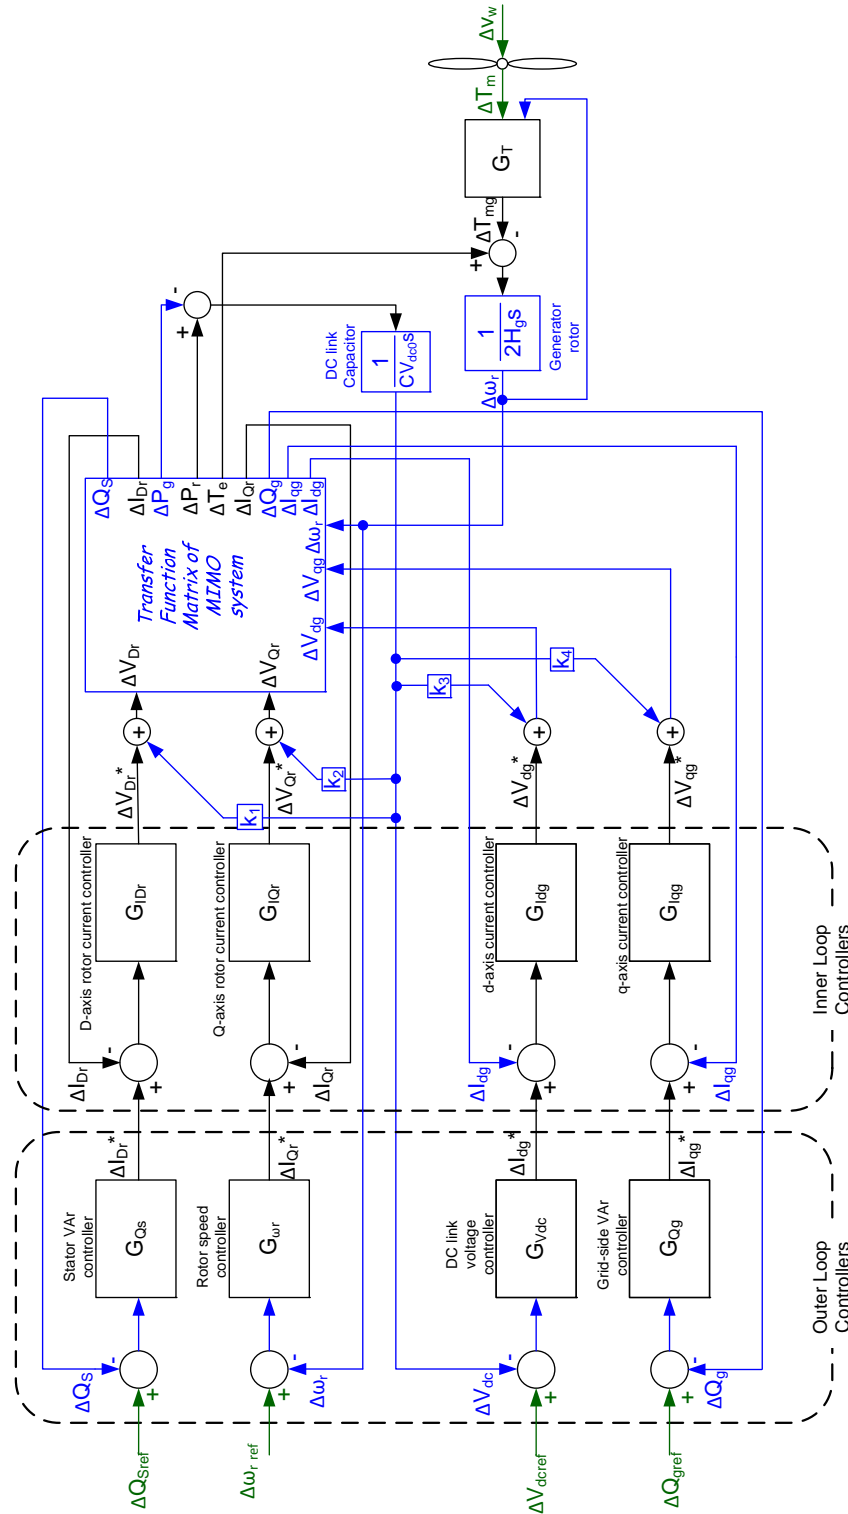 ΔQSref
+
-
ΔQS
Stator VAr
controller
GQs
ΔIDr*
+
-
ΔIDr
D-axis rotor current controller
GIDr
ΔVDr*
+
ΔVDr
Δωr ref
+
-
Δωr
Rotor speed
controller
Gωr
ΔIQr*
+
-
ΔIQr
Q-axis rotor current controller
GIQr
ΔVQr*
+
ΔVQr
k1
k2
ΔVdcref
+
-
ΔVdc
DC link
voltage
controller
GVdc
ΔIdg*
+
-
ΔIdg
d-axis current controller
GIdg
ΔVdg*
+
k3
ΔQgref
+
-
ΔQg
Grid-side VAr
controller
GQg
ΔIqg*
+
-
ΔIqg
q-axis current controller
GIqg
ΔVqg*
+
k4
Outer Loop
Controllers
Inner Loop
Controllers
Transfer
Function
Matrix of
MIMO
system
ΔQS
ΔIDr
ΔPg
ΔPr
ΔTe
ΔIQr
ΔQg
ΔIqg
ΔIdg
ΔVdg
ΔVqg
Δωr
-
+
DC link
Capacitor
1
CVdc0s
+
-
ΔTmg
GT
ΔTm
Δvw
1
2Hgs
Generator
rotor
Δωr